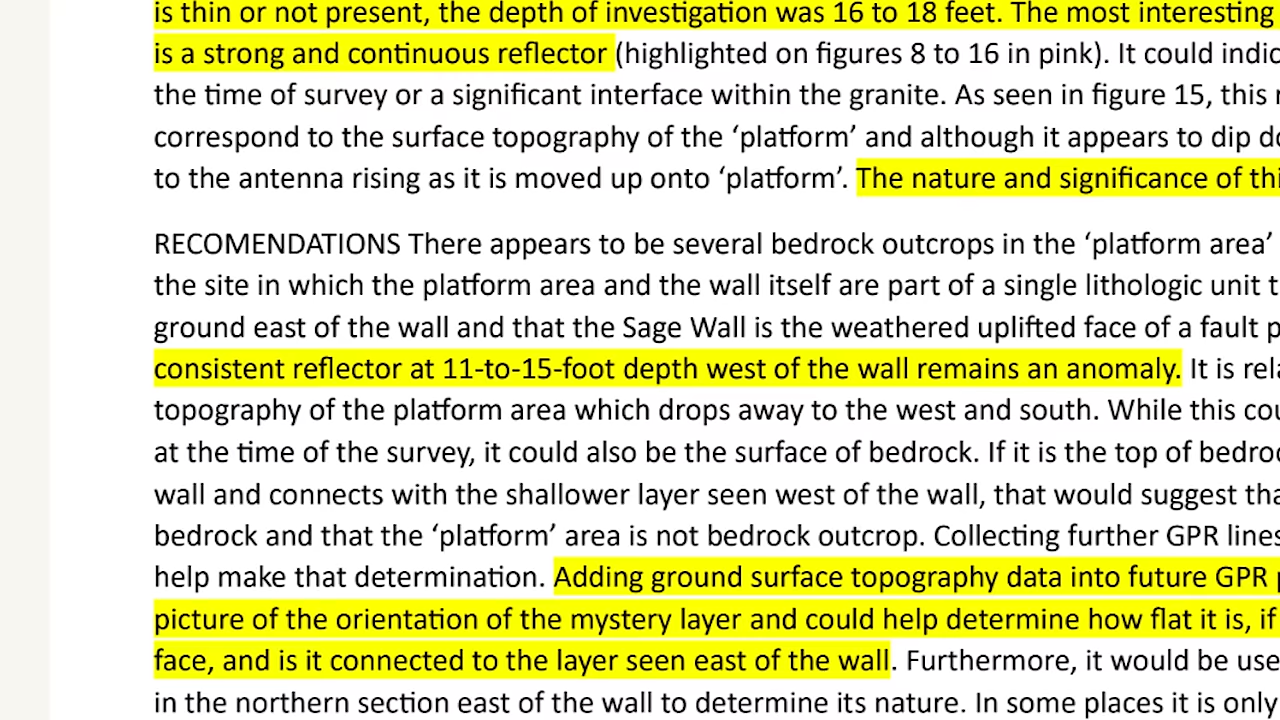 is thin or not present, the depth of investigation was 16 to 18 feet. The most interesting
is a strong and continuous reflector (highlighted on figures 8 to 16 in pink). It could indic
the time of survey or a significant interface within the granite. As seen in figure 15, this
correspond to the surface topography of the ‘platform’ and although it appears to dip do
to the antenna rising as it is moved up onto ‘platform’. The nature and significance of thi
RECOMENDATIONS There appears to be several bedrock outcrops in the ‘platform area’
the site in which the platform area and the wall itself are part of a single lithologic unit t
ground east of the wall and that the Sage Wall is the weathered uplifted face of a fault p
consistent reflector at 11-to-15-foot depth west of the wall remains an anomaly. It is rela
topography of the platform area which drops away to the west and south. While this cou
at the time of the survey, it could also be the surface of bedrock. If it is the top of bedroc
wall and connects with the shallower layer seen west of the wall, that would suggest tha
bedrock and that the ‘platform’ area is not bedrock outcrop. Collecting further GPR lines
help make that determination. Adding ground surface topography data into future GPR
picture of the orientation of the mystery layer and could help determine how flat it is, if
face, and is it connected to the layer seen east of the wall. Furthermore, it would be use
in the northern section east of the wall to determine its nature. In some places it is only